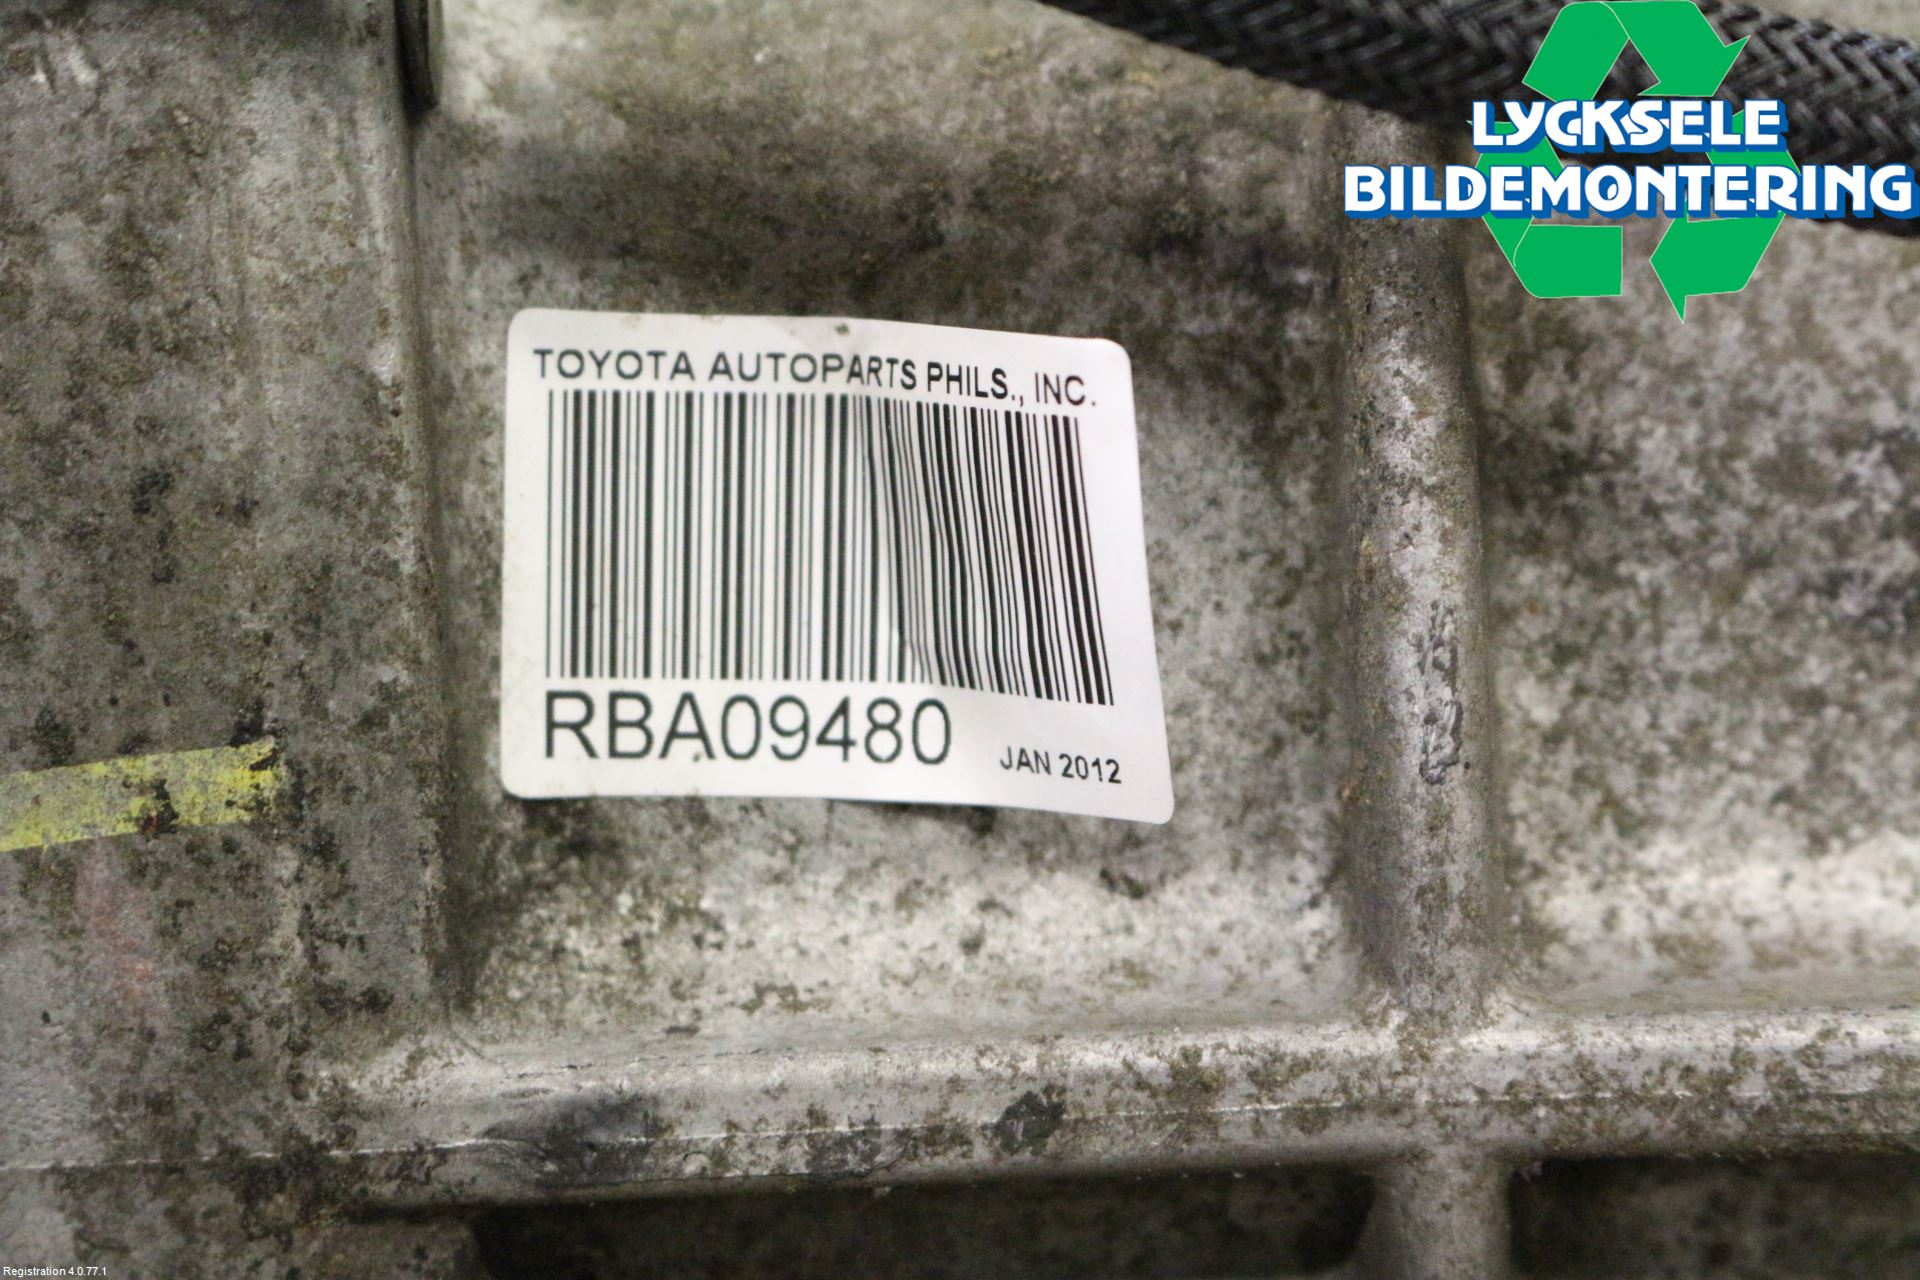 LYCKSELE
BILDEMONTERING
TOYOTA AUTOPARTS PHILS., INC.
RBA09480
JAN 2012
Registration 4.0.77.1